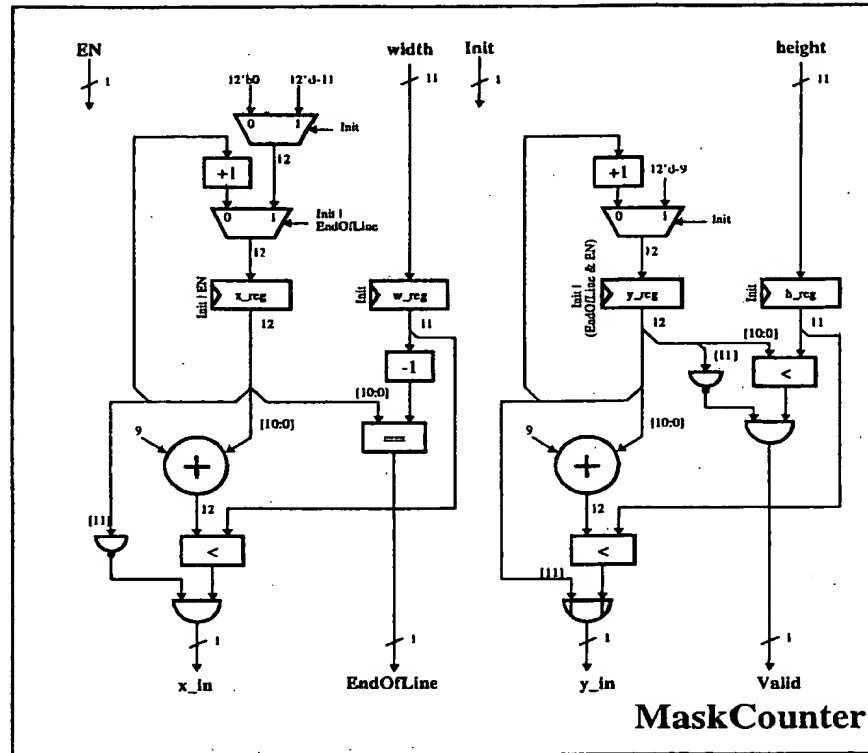 EN
width
Init
height
1
12'b0
12'd-11
11
1
11
0 1
Init
12
+1
+1
12'd-9
0 1
Init |
EndOfLine
0 1
Init
12
12
Init | EN
x_reg
Init
w_reg
Init |
(EndOfLine & EN)
y_reg
Init
h_reg
12
11
12
11
-1
[10:0]
[11]
<
[10:0]
==
9
+
[10:0]
9
+
[10:0]
12
12
[11]
<
<
[11]
1
1
1
1
x_in
EndOfLine
y_in
Valid
MaskCounter